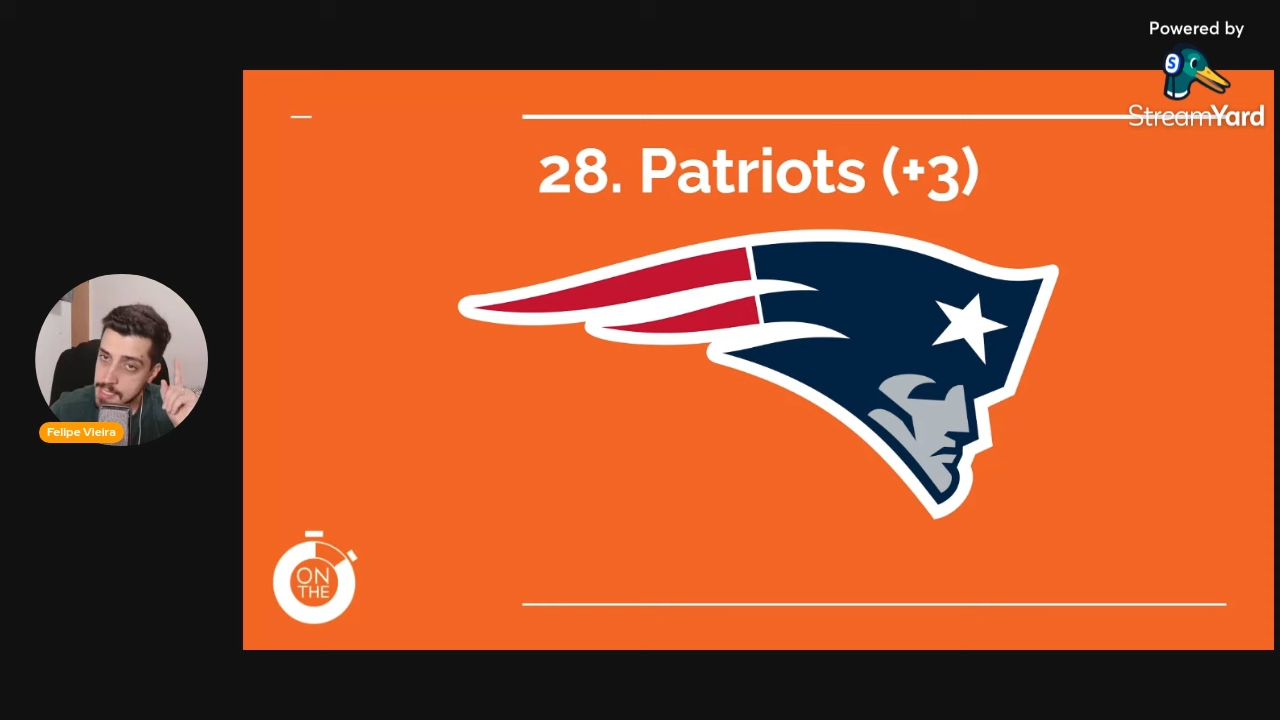 Powered by
StreamYard
28. Patriots (+3)
Felipe Vieira
ON
THE
S